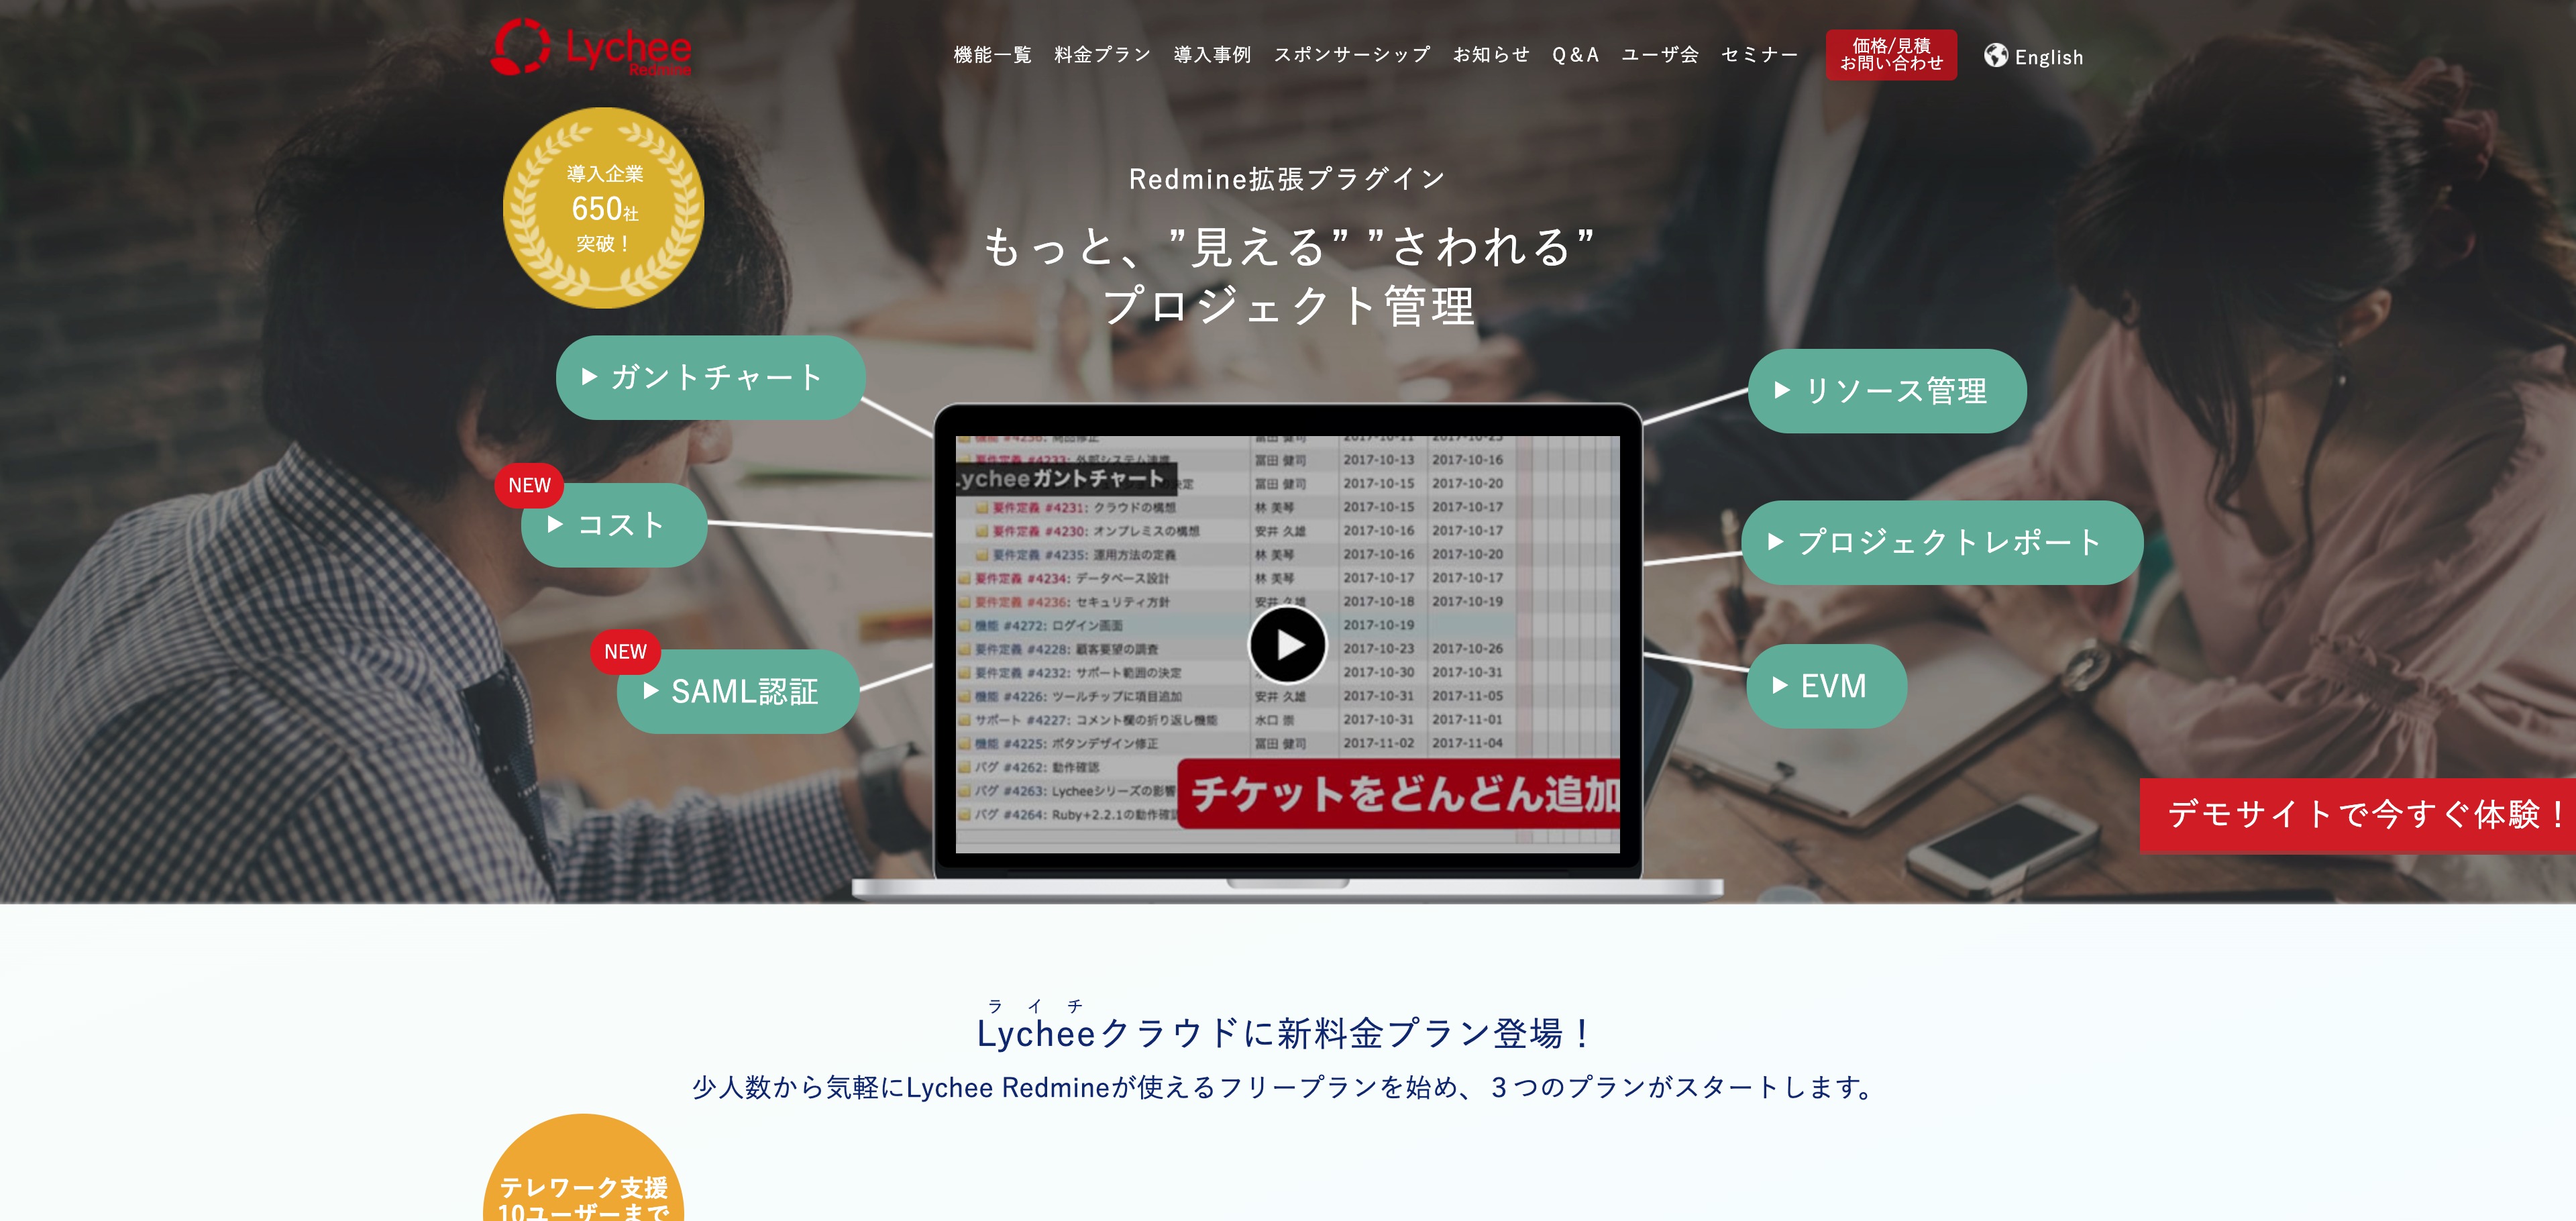 Lychee
Redmine
機能一覧 料金プラン 導入事例 スポンサーシップ お知らせ Q&A ユーザ会 セミナー
価格/見積
お問い合わせ
English
導入企業
650社
突破！
Redmine拡張プラグイン
もっと、”見える” ”さわれる”
プロジェクト管理
ガントチャート
NEW
コスト
NEW
SAML認証
リソース管理
プロジェクトレポート
EVM
2017-10-11 2017-10-23
要件定義 #4233: 外部システム連携 冨田 健司 2017-10-13 2017-10-16
Lycheeガントチャート
決定 冨田 健司 2017-10-15 2017-10-20
要件定義 #4231: クラウドの構想 林 美琴 2017-10-15 2017-10-17
要件定義 #4230: オンプレミスの構想 安井 久雄 2017-10-16 2017-10-17
要件定義 #4235: 運用方法の定義 林 美琴 2017-10-16 2017-10-20
要件定義 #4234: データベース設計 林 美琴 2017-10-17 2017-10-17
要件定義 #4236: セキュリティ方針 安井 久雄 2017-10-18 2017-10-19
機能 #4272: ログイン画面 2017-10-19
要件定義 #4228: 顧客要望の調査 2017-10-23 2017-10-26
要件定義 #4232: サポート範囲の決定 2017-10-30 2017-10-31
機能 #4226: ツールチップに項目追加 安井 久雄 2017-10-31 2017-11-05
サポート #4227: コメント欄の折り返し機能 水口 崇 2017-10-31 2017-11-01
機能 #4225: ボタンデザイン修正 冨田 健司 2017-11-02 2017-11-04
バグ #4262: 動作確認
バグ #4263: Lycheeシリーズの影響
バグ #4264: Ruby+2.2.1の動作確認
チケットをどんどん追加
デモサイトで今すぐ体験！
ライチ
Lycheeクラウドに新料金プラン登場！
少人数から気軽にLychee Redmineが使えるフリープランを始め、３つのプランがスタートします。
テレワーク支援
10ユーザーまで